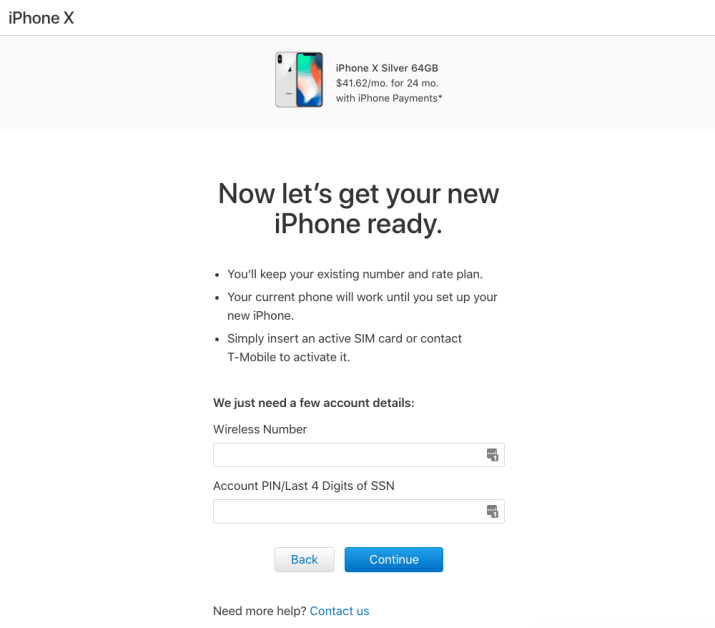 iPhone X
iPhone X Silver 64GB
$41.62/mo. for 24 mo.
with iPhone Payments*
Now let’s get your new
iPhone ready.
• You’ll keep your existing number and rate plan.
• Your current phone will work until you set up your
new iPhone.
• Simply insert an active SIM card or contact
T-Mobile to activate it.
We just need a few account details:
Wireless Number
Account PIN/Last 4 Digits of SSN
Back
Continue
Need more help? Contact us